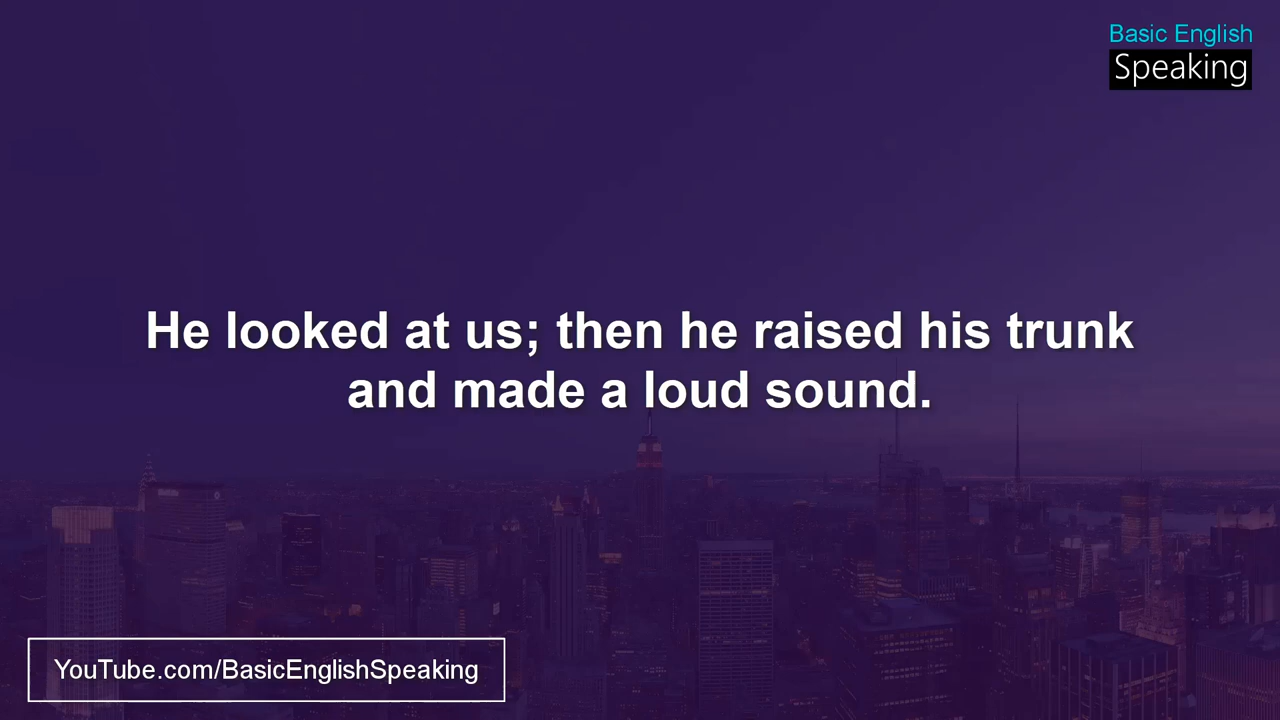 Basic English
Speaking
He looked at us; then he raised his trunk
and made a loud sound.
YouTube.com/BasicEnglishSpeaking